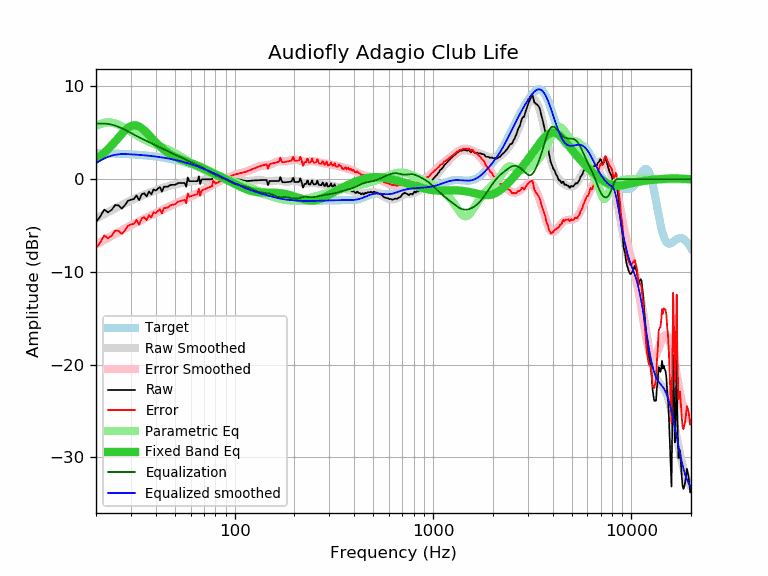 Audiofly Adagio Club Life
10
0
−10
−20
−30
Amplitude (dBr)
Target
Raw Smoothed
Error Smoothed
Raw
Error
Parametric Eq
Fixed Band Eq
Equalization
Equalized smoothed
100
1000
10000
Frequency (Hz)